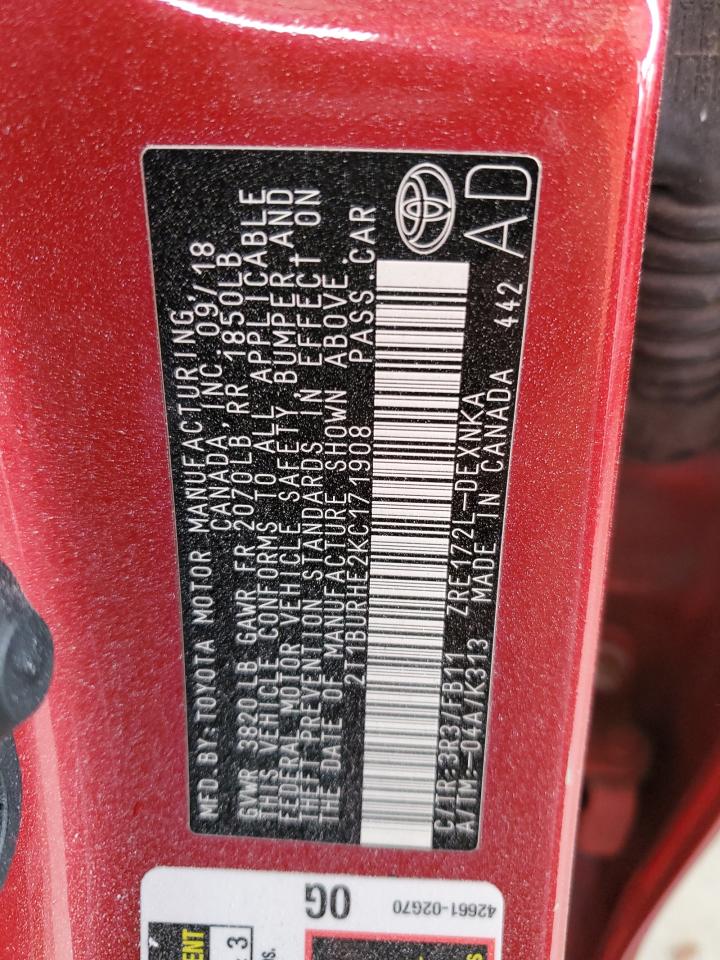 MFD.BY:TOYOTA MOTOR MANUFACTURING,
CANADA, INC. 09/18
GVWR 3820LB GAWR FR 2070LB RR 1850LB
THIS VEHICLE CONFORMS TO ALL APPLICABLE
FEDERAL MOTOR VEHICLE SAFETY, BUMPER AND
THEFT PREVENTION STANDARDS IN EFFECT ON
THE DATE OF MANUFACTURE SHOWN ABOVE.
2T1BURHE2KC171908 PASS.CAR
C/TR:3R3/FB11 ZRE172L-DEXNKA
A/TM:-04A/K313 MADE IN CANADA 442
AD
0G
42661-02G70
3